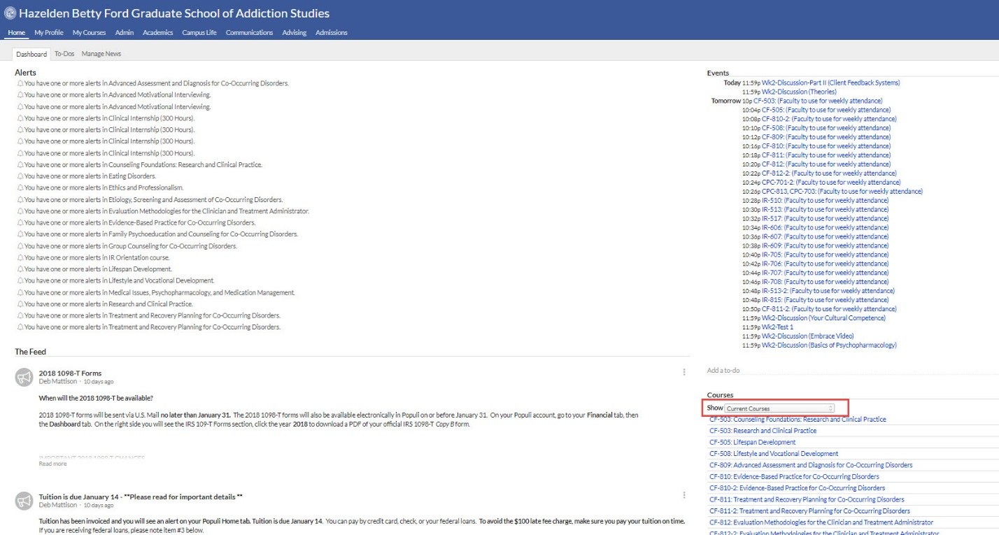 Hazelden Betty Ford Graduate School of Addiction Studies
Home My Profile My Courses Admin Academics Campus Life Communications Advising Admissions
Dashboard To-Dos Manage News
Alerts
You have one or more alerts in Advanced Assessment and Diagnosis for Co-Occurring Disorders.
You have one or more alerts in Advanced Motivational Interviewing.
You have one or more alerts in Advanced Motivational Interviewing.
You have one or more alerts in Clinical Internship (300 Hours).
You have one or more alerts in Clinical Internship (300 Hours).
You have one or more alerts in Clinical Internship (300 Hours).
You have one or more alerts in Clinical Internship (300 Hours).
You have one or more alerts in Counseling Foundations: Research and Clinical Practice.
You have one or more alerts in Eating Disorders.
You have one or more alerts in Ethics and Professionalism.
You have one or more alerts in Etiology, Screening and Assessment of Co-Occurring Disorders.
You have one or more alerts in Evaluation Methodologies for the Clinician and Treatment Administrator.
You have one or more alerts in Evidence-Based Practice for Co-Occurring Disorders.
You have one or more alerts in Family Psychoeducation and Counseling for Co-Occurring Disorders.
You have one or more alerts in Group Counseling for Co-Occurring Disorders.
You have one or more alerts in IR Orientation course.
You have one or more alerts in Lifespan Development.
You have one or more alerts in Lifestyle and Vocational Development.
You have one or more alerts in Medical Issues, Psychopharmacology, and Medication Management.
You have one or more alerts in Research and Clinical Practice.
You have one or more alerts in Treatment and Recovery Planning for Co-Occurring Disorders.
You have one or more alerts in Treatment and Recovery Planning for Co-Occurring Disorders.
The Feed
2018 1098-T Forms
Deb Mattison · 10 days ago
When will the 2018 1098-T be available?
2018 1098-T forms will be sent via U.S. Mail no later than January 31. The 2018 1098-T forms will also be available electronically in Populi on or before January 31. On your Populi account, go to your Financial tab, then
the Dashboard tab. On the right side you will see the IRS 109-T Forms section, click the year 2018 to download a PDF of your official IRS 1098-T Copy B form.
IMPORTANT 2018 1098-T CHANGES
Read more
Tuition is due January 14 - **Please read for important details **
Deb Mattison · 10 days ago
Tuition has been invoiced and you will see an alert on your Populi Home tab. Tuition is due January 14. You can pay by credit card, check, or your federal loans. To avoid the $100 late fee charge, make sure you pay your tuition on time.
If you are receiving federal loans, please note item #3 below.
Events
Today 11:59p Wk2-Discussion-Part II (Client Feedback Systems)
11:59p Wk2-Discussion (Theories)
Tomorrow 10p CF-503: (Faculty to use for weekly attendance)
10:04p CF-505: (Faculty to use for weekly attendance)
10:08p CF-810-2: (Faculty to use for weekly attendance)
10:10p CF-508: (Faculty to use for weekly attendance)
10:12p CF-809: (Faculty to use for weekly attendance)
10:16p CF-810: (Faculty to use for weekly attendance)
10:18p CF-811: (Faculty to use for weekly attendance)
10:20p CF-812: (Faculty to use for weekly attendance)
10:22p CF-812-2: (Faculty to use for weekly attendance)
10:24p CPC-701-2: (Faculty to use for weekly attendance)
10:26p CPC-813, CPC-703: (Faculty to use for weekly attendance)
10:28p IR-510: (Faculty to use for weekly attendance)
10:30p IR-513: (Faculty to use for weekly attendance)
10:32p IR-517: (Faculty to use for weekly attendance)
10:34p IR-606: (Faculty to use for weekly attendance)
10:36p IR-607: (Faculty to use for weekly attendance)
10:38p IR-609: (Faculty to use for weekly attendance)
10:40p IR-705: (Faculty to use for weekly attendance)
10:42p IR-706: (Faculty to use for weekly attendance)
10:44p IR-707: (Faculty to use for weekly attendance)
10:46p IR-708: (Faculty to use for weekly attendance)
10:48p IR-513-2: (Faculty to use for weekly attendance)
10:48p IR-815: (Faculty to use for weekly attendance)
10:50p CF-811-2: (Faculty to use for weekly attendance)
11:59p Wk2-Discussion (Your Cultural Competence)
11:59p Wk2-Test 1
11:59p Wk2-Discussion (Embrace Video)
11:59p Wk2-Discussion (Basics of Psychopharmacology)
Add a to-do
Courses
Show Current Courses
CF-503: Counseling Foundations: Research and Clinical Practice
CF-503: Research and Clinical Practice
CF-505: Lifespan Development
CF-508: Lifestyle and Vocational Development
CF-809: Advanced Assessment and Diagnosis for Co-Occurring Disorders
CF-810: Evidence-Based Practice for Co-Occurring Disorders
CF-810-2: Evidence-Based Practice for Co-Occurring Disorders
CF-811: Treatment and Recovery Planning for Co-Occurring Disorders
CF-811-2: Treatment and Recovery Planning for Co-Occurring Disorders
CF-812: Evaluation Methodologies for the Clinician and Treatment Administrator
CF-812-2: Evaluation Methodologies for the Clinician and Treatment Administrator